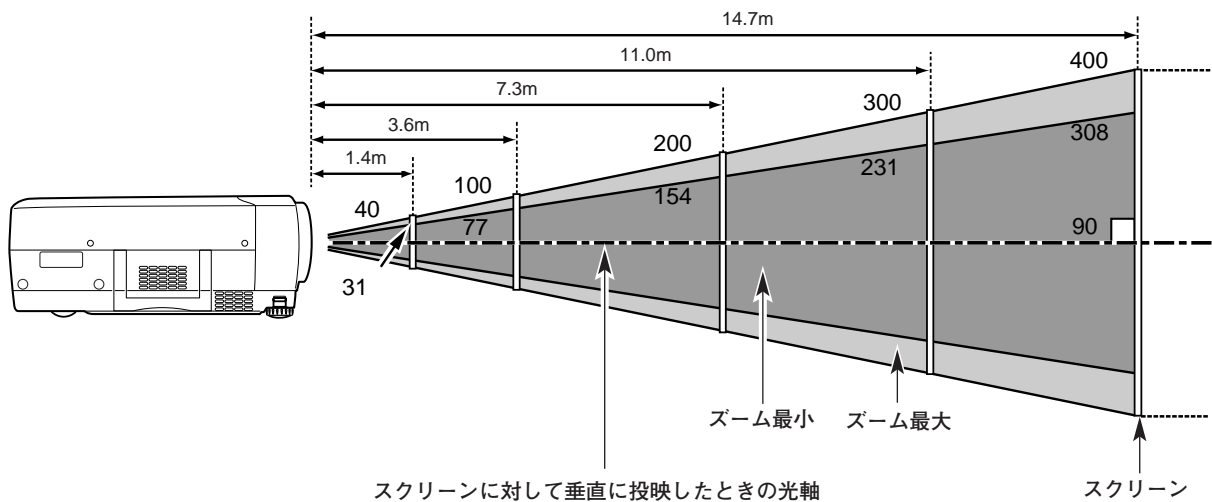 14.7m
11.0m
7.3m
3.6m
1.4m
400
300
200
100
40
308
231
154
77
31
90
ズーム最小
ズーム最大
スクリーンに対して垂直に投映したときの光軸
スクリーン